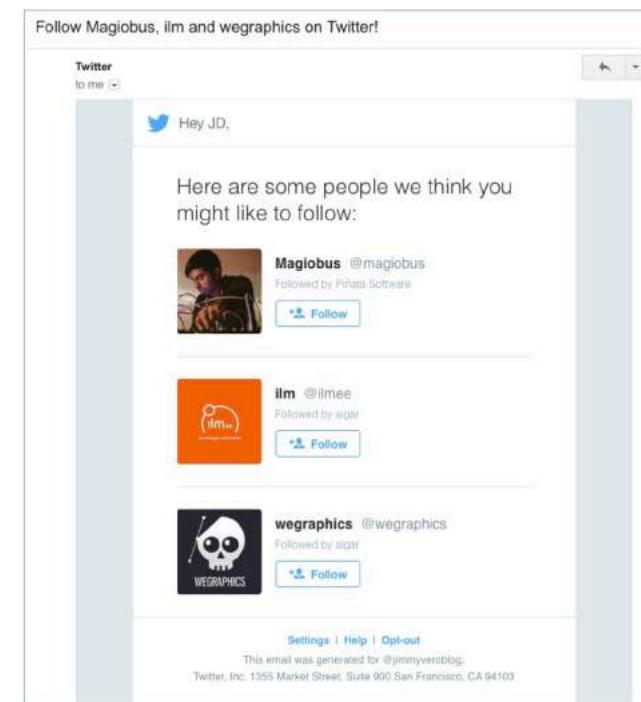 Follow Magiobus, ilm and wegraphics on Twitter!
Twitter
to me
Hey JD,
Here are some people we think you
might like to follow:
Magiobus @magiobus
Followed by Piñata Software
Follow
ilm @ilmee
Followed by aigar
Follow
ilm
wegraphics @wegraphics
Followed by aigar
Follow
WEGRAPHICS
Settings | Help | Opt-out
This email was generated for @jimmyveroblog.
Twitter, Inc. 1355 Market Street, Suite 900 San Francisco, CA 94103